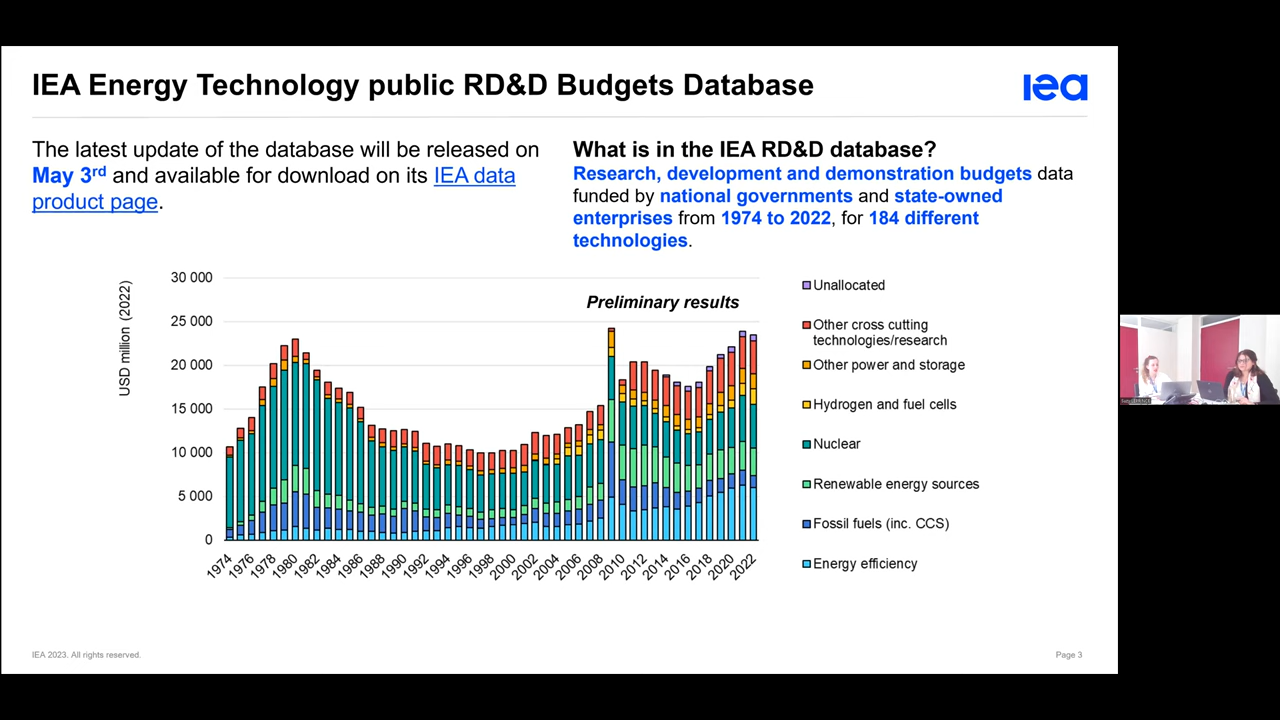 IEA Energy Technology public RD&D Budgets Database
iea
The latest update of the database will be released on
May 3rd and available for download on its IEA data
product page.
What is in the IEA RD&D database?
Research, development and demonstration budgets data
funded by national governments and state-owned
enterprises from 1974 to 2022, for 184 different
technologies.
USD million (2022)
30 000
25 000
20 000
15 000
10 000
5 000
0
Preliminary results
1974
1976
1978
1980
1982
1984
1986
1988
1990
1992
1994
1996
1998
2000
2002
2004
2006
2008
2010
2012
2014
2016
2018
2020
2022
Unallocated
Other cross cutting
technologies/research
Other power and storage
Hydrogen and fuel cells
Nuclear
Renewable energy sources
Fossil fuels (inc. CCS)
Energy efficiency
IEA 2023. All rights reserved.
Page 3